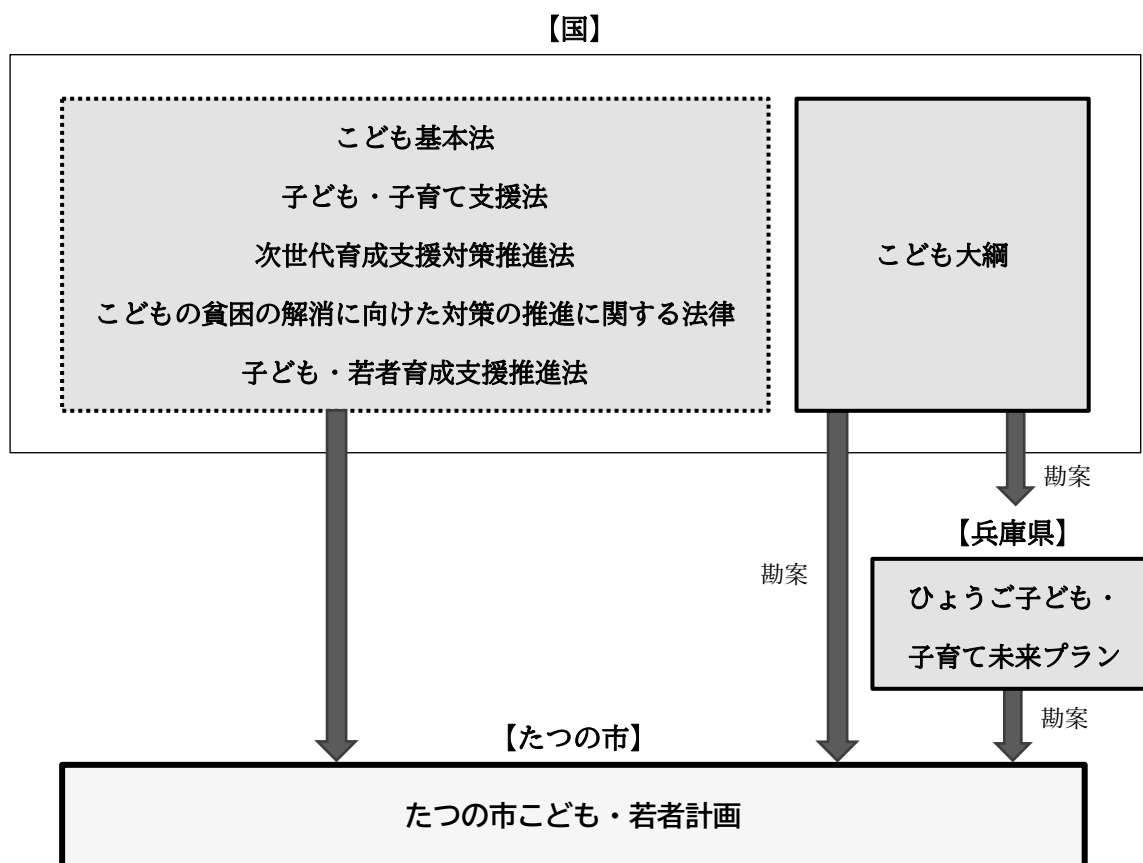 【国】
こども基本法
子ども・子育て支援法
次世代育成支援対策推進法
こどもの貧困の解消に向けた対策の推進に関する法律
子ども・若者育成支援推進法
こども大綱
勘案
【兵庫県】
勘案
ひょうご子ども・
子育て未来プラン
勘案
【たつの市】
たつの市こども・若者計画